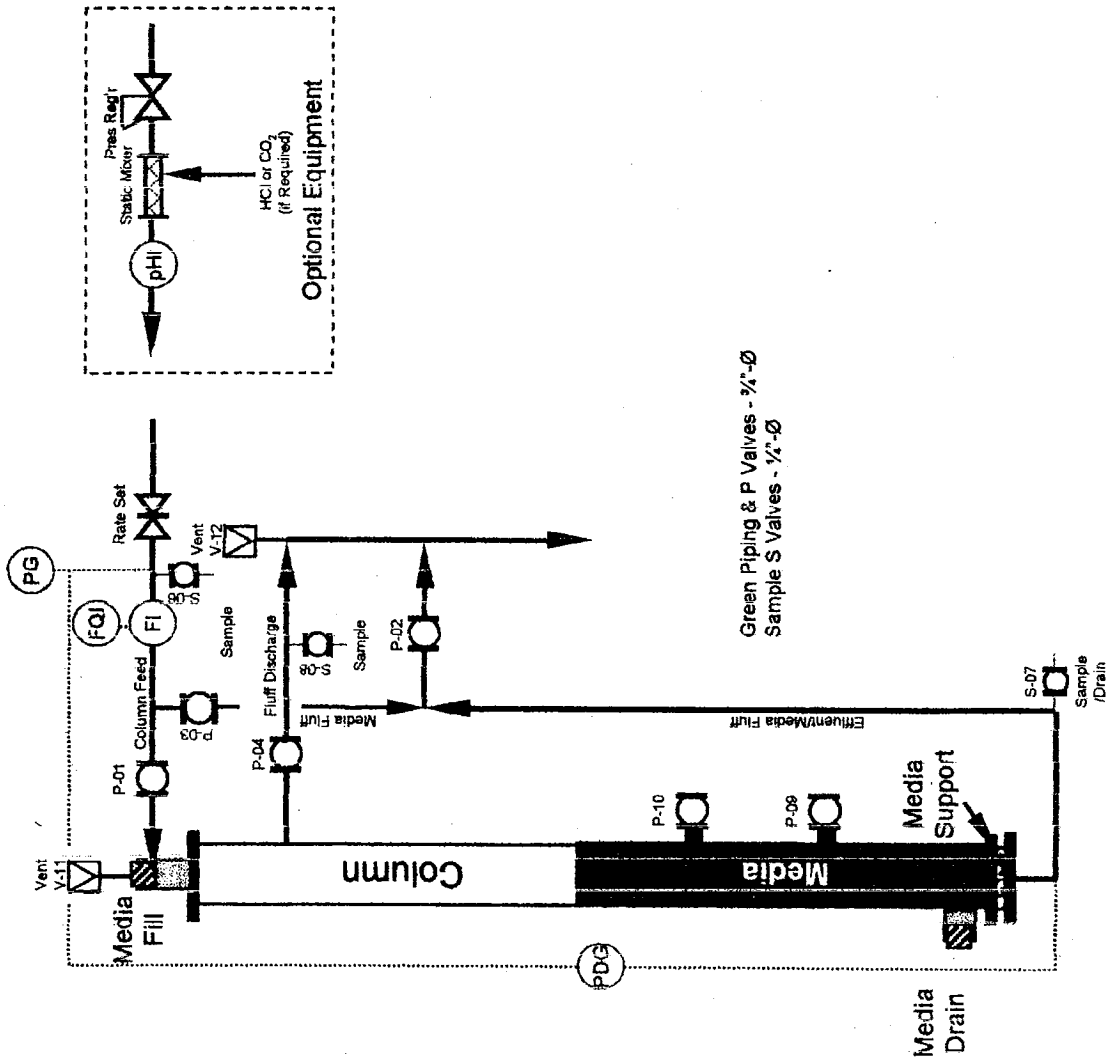 Pres Reg'r
Static Mixer
HCl or CO₂
(if Required)
pHI
Optional Equipment
PG
Rate Set
FQI
FI
S-06
Sample
Vent
V-12
Column Feed
P-03
P-01
Fluff Discharge
S-08
Sample
P-02
Media Fluff
P-04
Vent
V-11
Media
Fill
Column
P-10
P-09
Media
Effluent/Media Fluff
Media
Support
S-07
Sample
/Drain
PDG
Media
Drain
Green Piping & P Valves - ¾"-Ø
Sample S Valves - ¼"-Ø